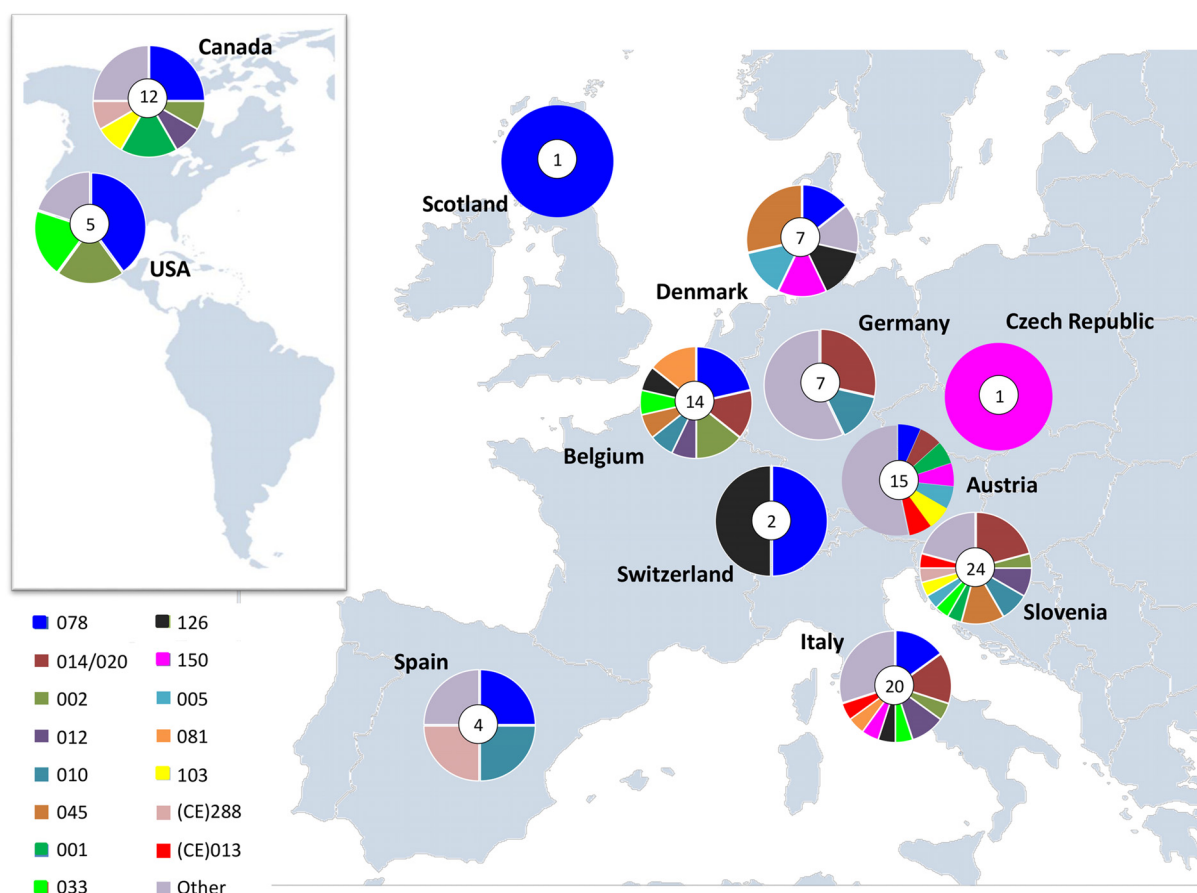 Canada
12
5
USA
1
Scotland
7
Denmark
Germany
7
Czech Republic
1
14
Belgium
15
Austria
2
Switzerland
24
Slovenia
Italy
20
Spain
4
078
126
014/020
150
002
005
012
081
010
103
045
(CE)288
001
(CE)013
033
Other